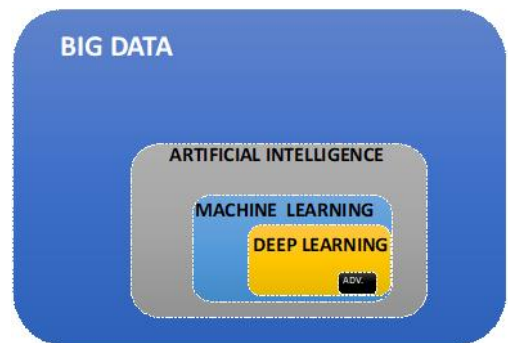 BIG DATA
ARTIFICIAL INTELLIGENCE
MACHINE LEARNING
DEEP LEARNING
ADV.